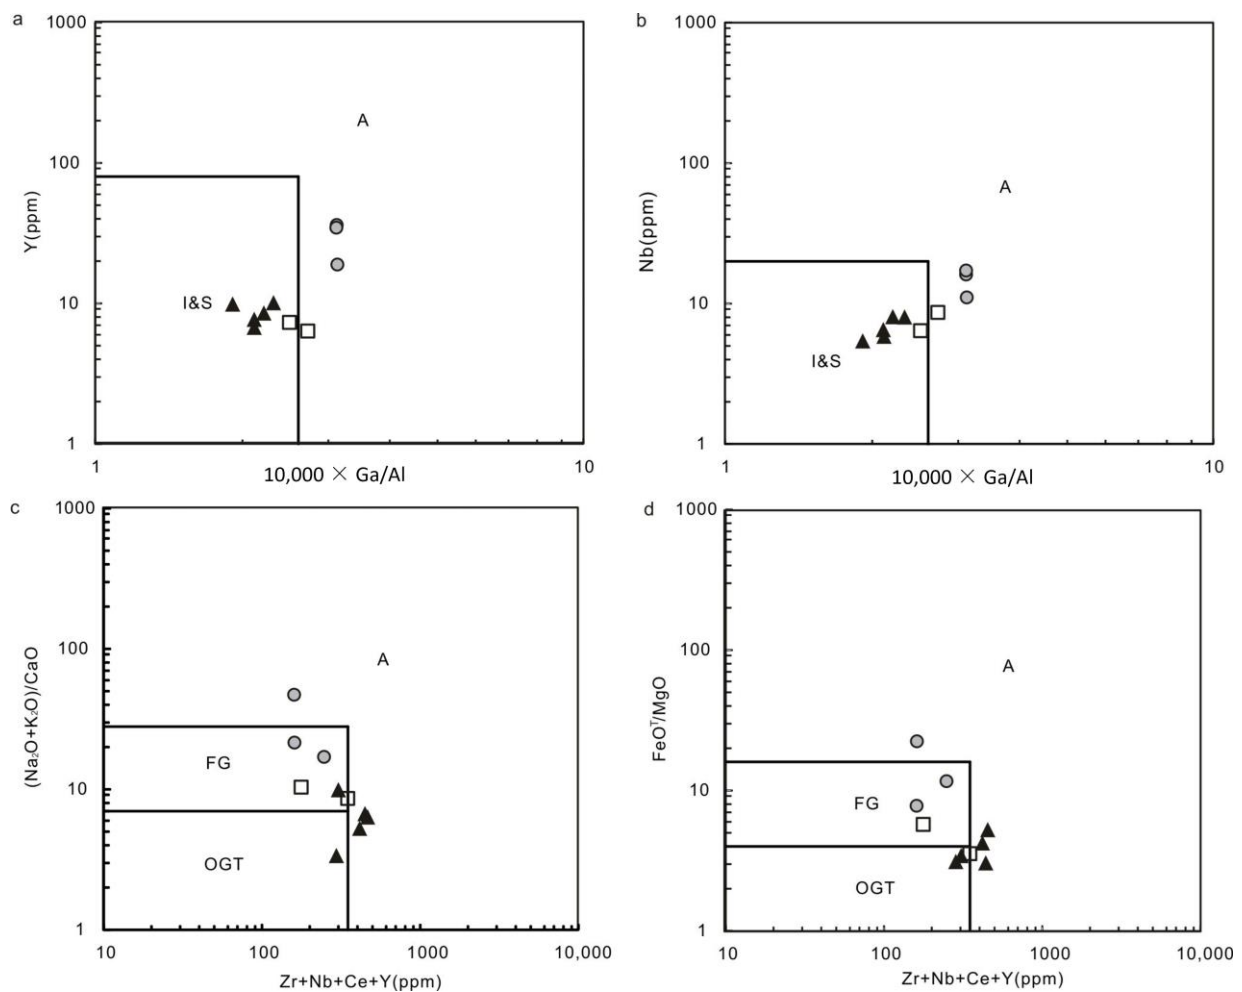 a
1000
100
10
1
Y(ppm)
A
I&S
1
10
10,000 × Ga/Al
b
1000
100
10
1
Nb(ppm)
A
I&S
1
10
10,000 × Ga/Al
c
1000
100
10
1
(Na₂O+K₂O)/CaO
A
FG
OGT
10
100
1000
10,000
Zr+Nb+Ce+Y(ppm)
d
1000
100
10
1
FeOᵀ/MgO
A
FG
OGT
10
100
1000
10,000
Zr+Nb+Ce+Y(ppm)